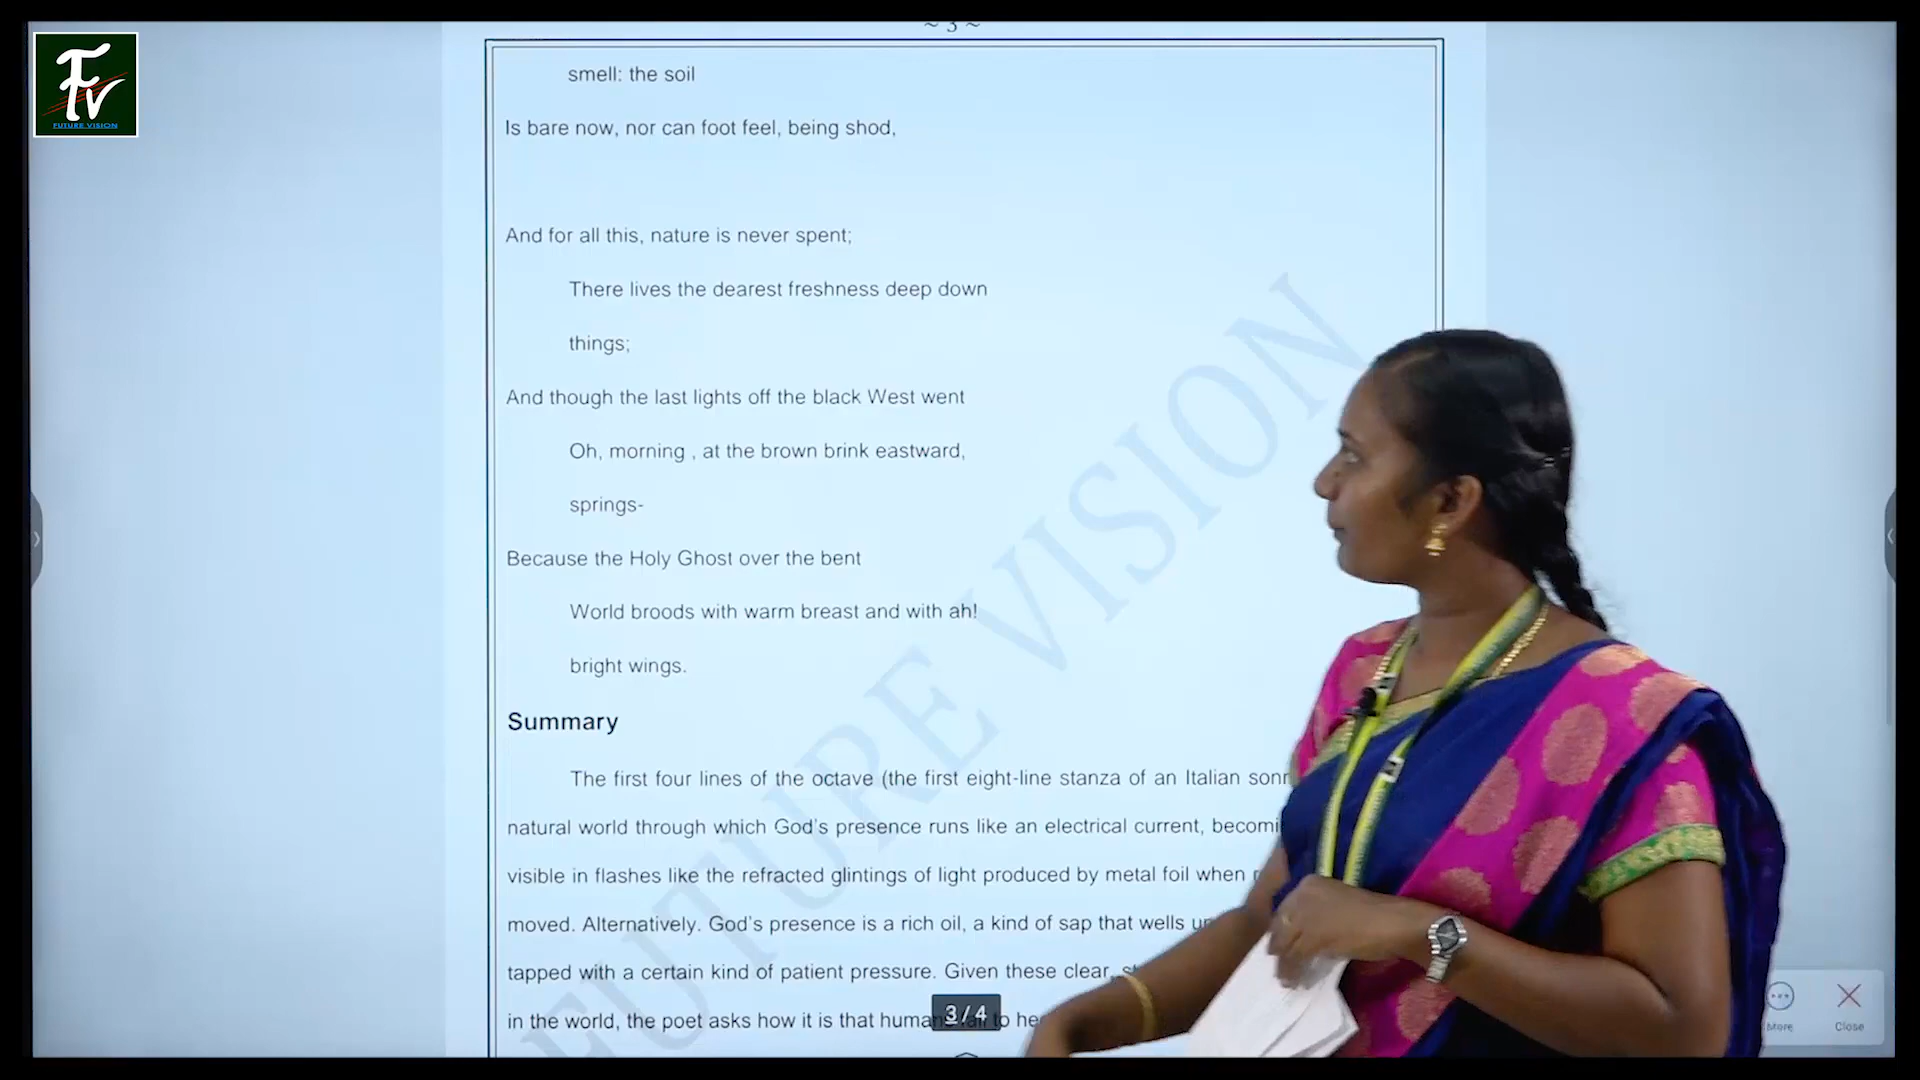 ~ 3 ~
FV
FUTURE VISION
smell: the soil
Is bare now, nor can foot feel, being shod,
And for all this, nature is never spent;
There lives the dearest freshness deep down
things;
And though the last lights off the black West went
Oh, morning , at the brown brink eastward,
springs-
Because the Holy Ghost over the bent
World broods with warm breast and with ah!
bright wings.
Summary
The first four lines of the octave (the first eight-line stanza of an Italian
natural world through which God's presence runs like an electrical current,
visible in flashes like the refracted glintings of light produced by metal foil when
moved. Alternatively. God's presence is a rich oil, a kind of sap that wells
tapped with a certain kind of patient pressure. Given these clear,
in the world, the poet asks how it is that
3 / 4
FUTURE VISION
More
Close